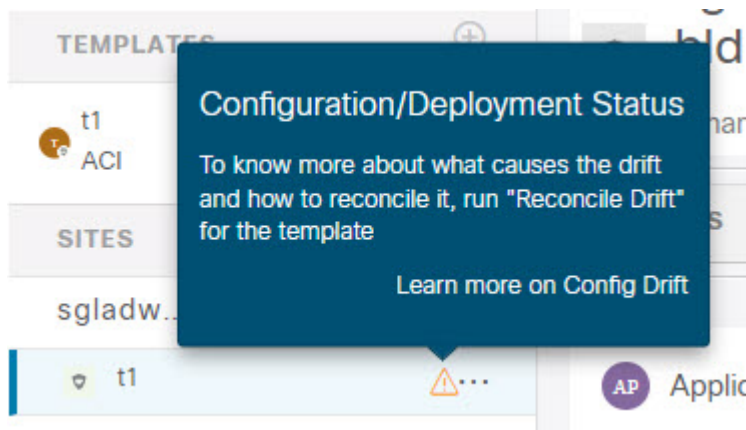 TEMPLATES
bld
t1
ACI
Configuration/Deployment Status
To know more about what causes the drift
and how to reconcile it, run "Reconcile Drift"
for the template
Learn more on Config Drift
SITES
sgladw...
t1
...
AP
Applic